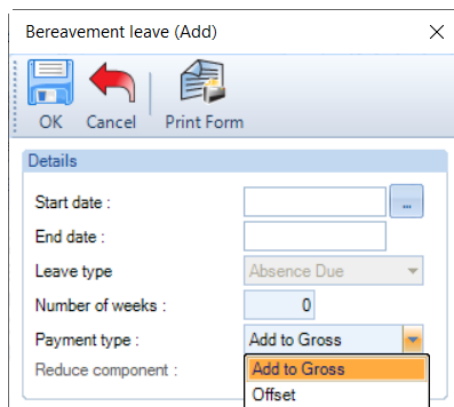 Bereavement leave (Add)
OK Cancel Print Form
Details
Start date : ...
End date :
Leave type Absence Due
Number of weeks : 0
Payment type : Add to Gross
Reduce component : Add to Gross
Offset